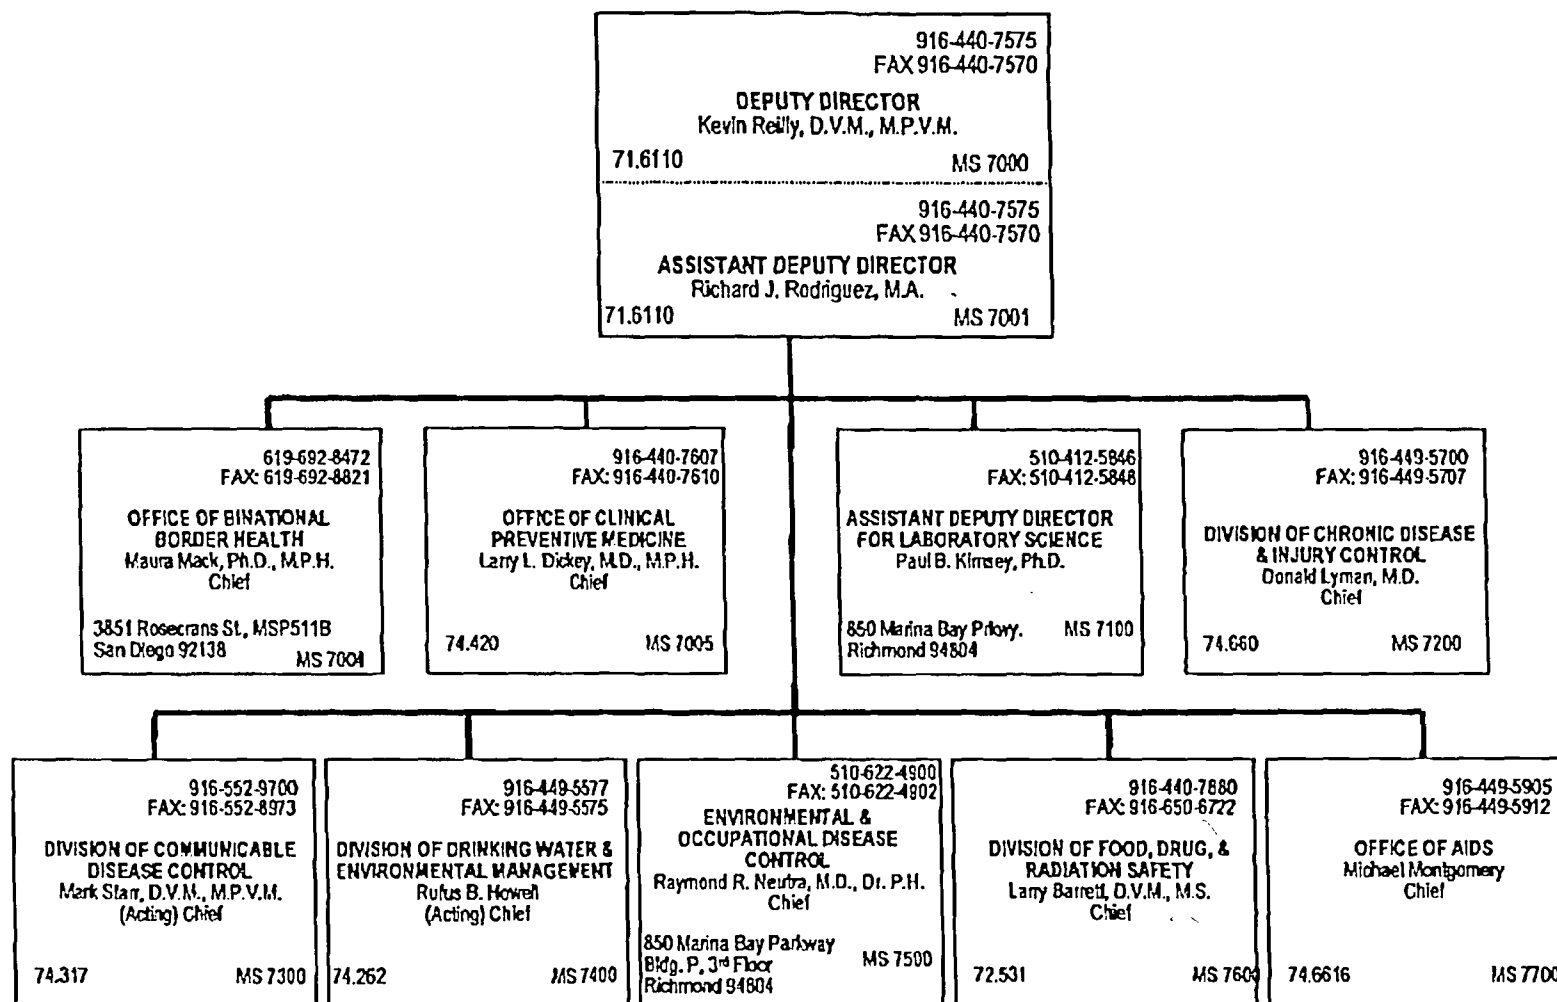 916-440-7575
FAX 916-440-7570
DEPUTY DIRECTOR
Kevin Reilly, D.V.M., M.P.V.M.
71.6110 MS 7000
916-440-7575
FAX 916-440-7570
ASSISTANT DEPUTY DIRECTOR
Richard J. Rodriguez, M.A.
71.6110 MS 7001
619-692-8472
FAX: 619-692-8821
OFFICE OF BINATIONAL
BORDER HEALTH
Maura Mack, Ph.D., M.P.H.
Chief
3851 Rosecrans St., MSP511B
San Diego 92138 MS 7004
916-440-7607
FAX: 916-440-7610
OFFICE OF CLINICAL
PREVENTIVE MEDICINE
Larry L. Dickey, M.D., M.P.H.
Chief
74.420 MS 7005
510-412-5846
FAX: 510-412-5848
ASSISTANT DEPUTY DIRECTOR
FOR LABORATORY SCIENCE
Paul B. Kimsey, Ph.D.
850 Marina Bay Pkwy. MS 7100
Richmond 94804
916-449-5700
FAX: 916-449-5707
DIVISION OF CHRONIC DISEASE
& INJURY CONTROL
Donald Lyman, M.D.
Chief
74.660 MS 7200
916-552-9700
FAX: 916-552-8973
DIVISION OF COMMUNICABLE
DISEASE CONTROL
Mark Starr, D.V.M., M.P.V.M.
(Acting) Chief
74.317 MS 7300
916-449-5577
FAX: 916-449-5575
DIVISION OF DRINKING WATER &
ENVIRONMENTAL MANAGEMENT
Rufus B. Howell
(Acting) Chief
74.262 MS 7400
510-622-4900
FAX: 510-622-4902
ENVIRONMENTAL &
OCCUPATIONAL DISEASE
CONTROL
Raymond R. Neutra, M.D., Dr. P.H.
Chief
850 Marina Bay Parkway
Bldg. P, 3rd Floor MS 7500
Richmond 94804
916-440-7880
FAX: 916-650-6722
DIVISION OF FOOD, DRUG, &
RADIATION SAFETY
Larry Barrett, D.V.M., M.S.
Chief
72.531 MS 7600
916-449-5905
FAX: 916-449-5912
OFFICE OF AIDS
Michael Montgomery
Chief
74.6616 MS 7700